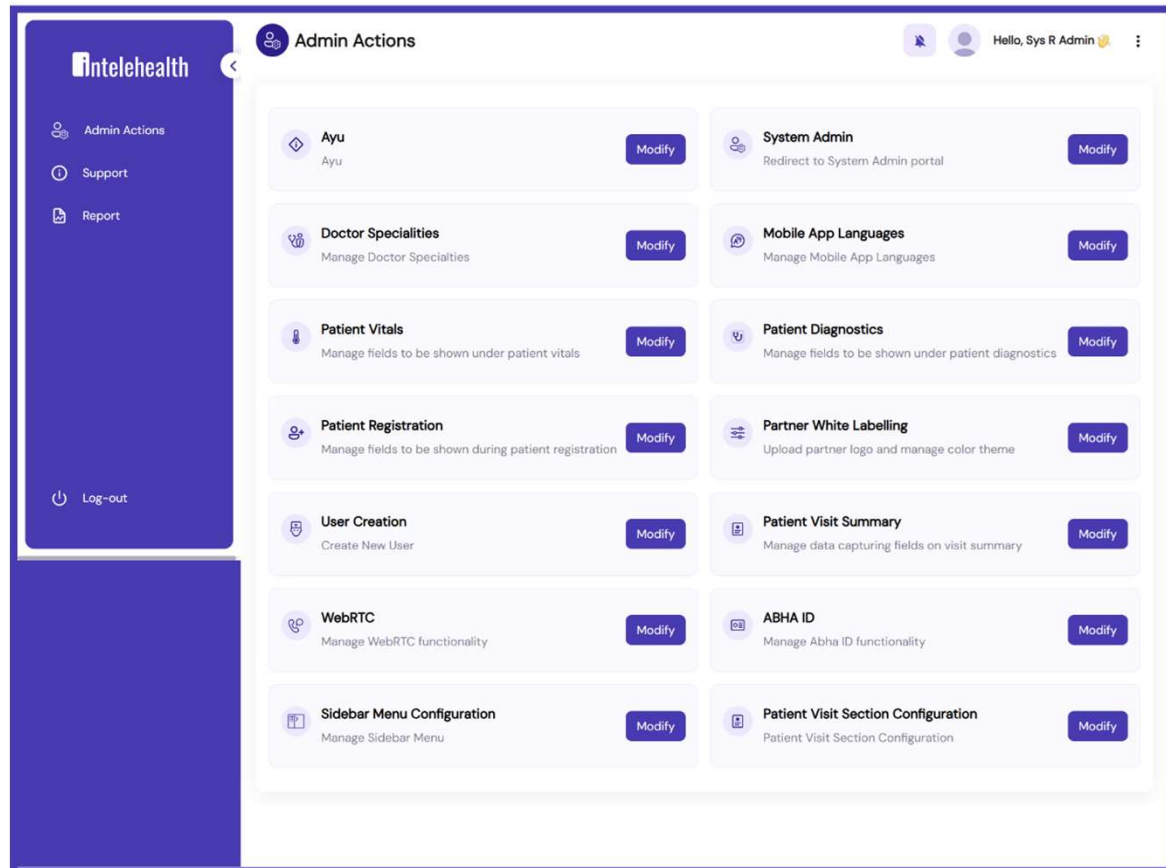 intelehealth
Admin Actions
Support
Report
Log-out
Admin Actions
Hello, Sys R Admin 👋
Ayu
Ayu
Modify
System Admin
Redirect to System Admin portal
Modify
Doctor Specialities
Manage Doctor Specialties
Modify
Mobile App Languages
Manage Mobile App Languages
Modify
Patient Vitals
Manage fields to be shown under patient vitals
Modify
Patient Diagnostics
Manage fields to be shown under patient diagnostics
Modify
Patient Registration
Manage fields to be shown during patient registration
Modify
Partner White Labelling
Upload partner logo and manage color theme
Modify
User Creation
Create New User
Modify
Patient Visit Summary
Manage data capturing fields on visit summary
Modify
WebRTC
Manage WebRTC functionality
Modify
ABHA ID
Manage Abha ID functionality
Modify
Sidebar Menu Configuration
Manage Sidebar Menu
Modify
Patient Visit Section Configuration
Patient Visit Section Configuration
Modify